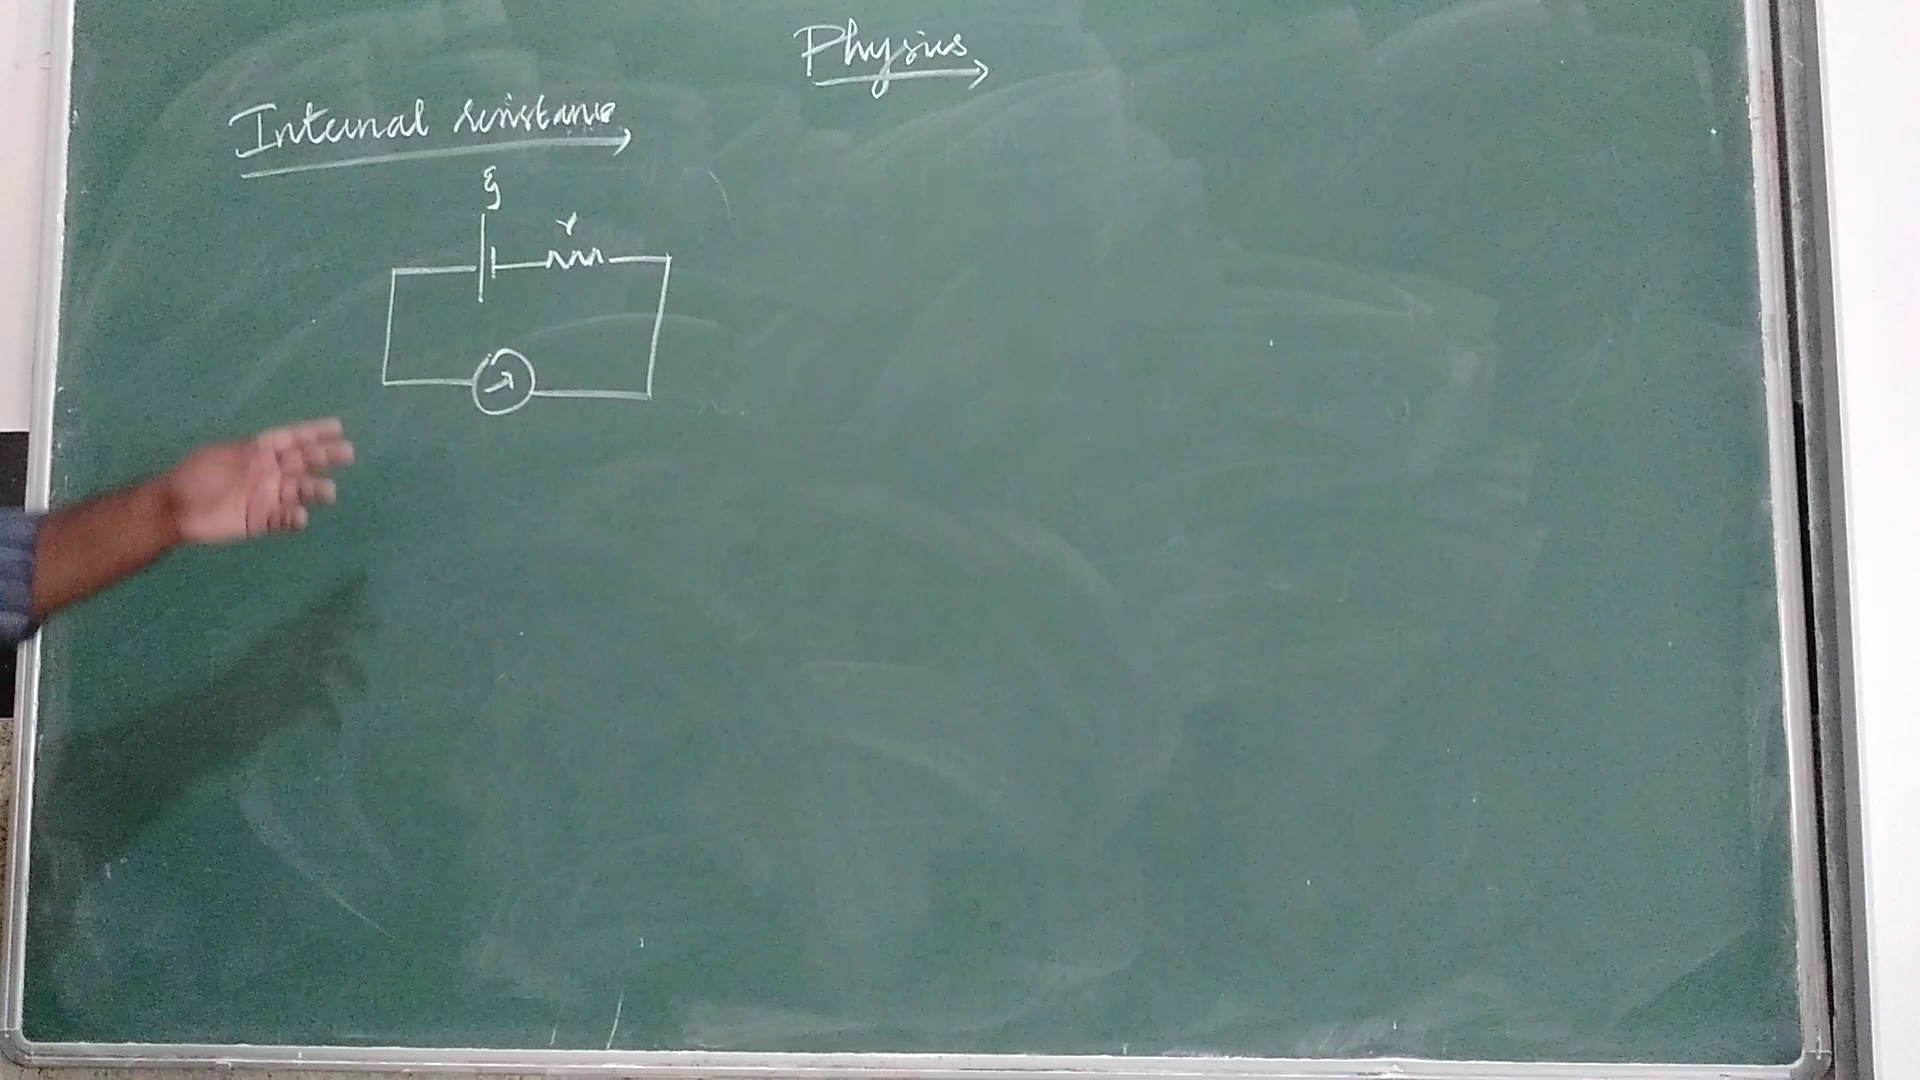 Physics
Internal resistance
ξ
r